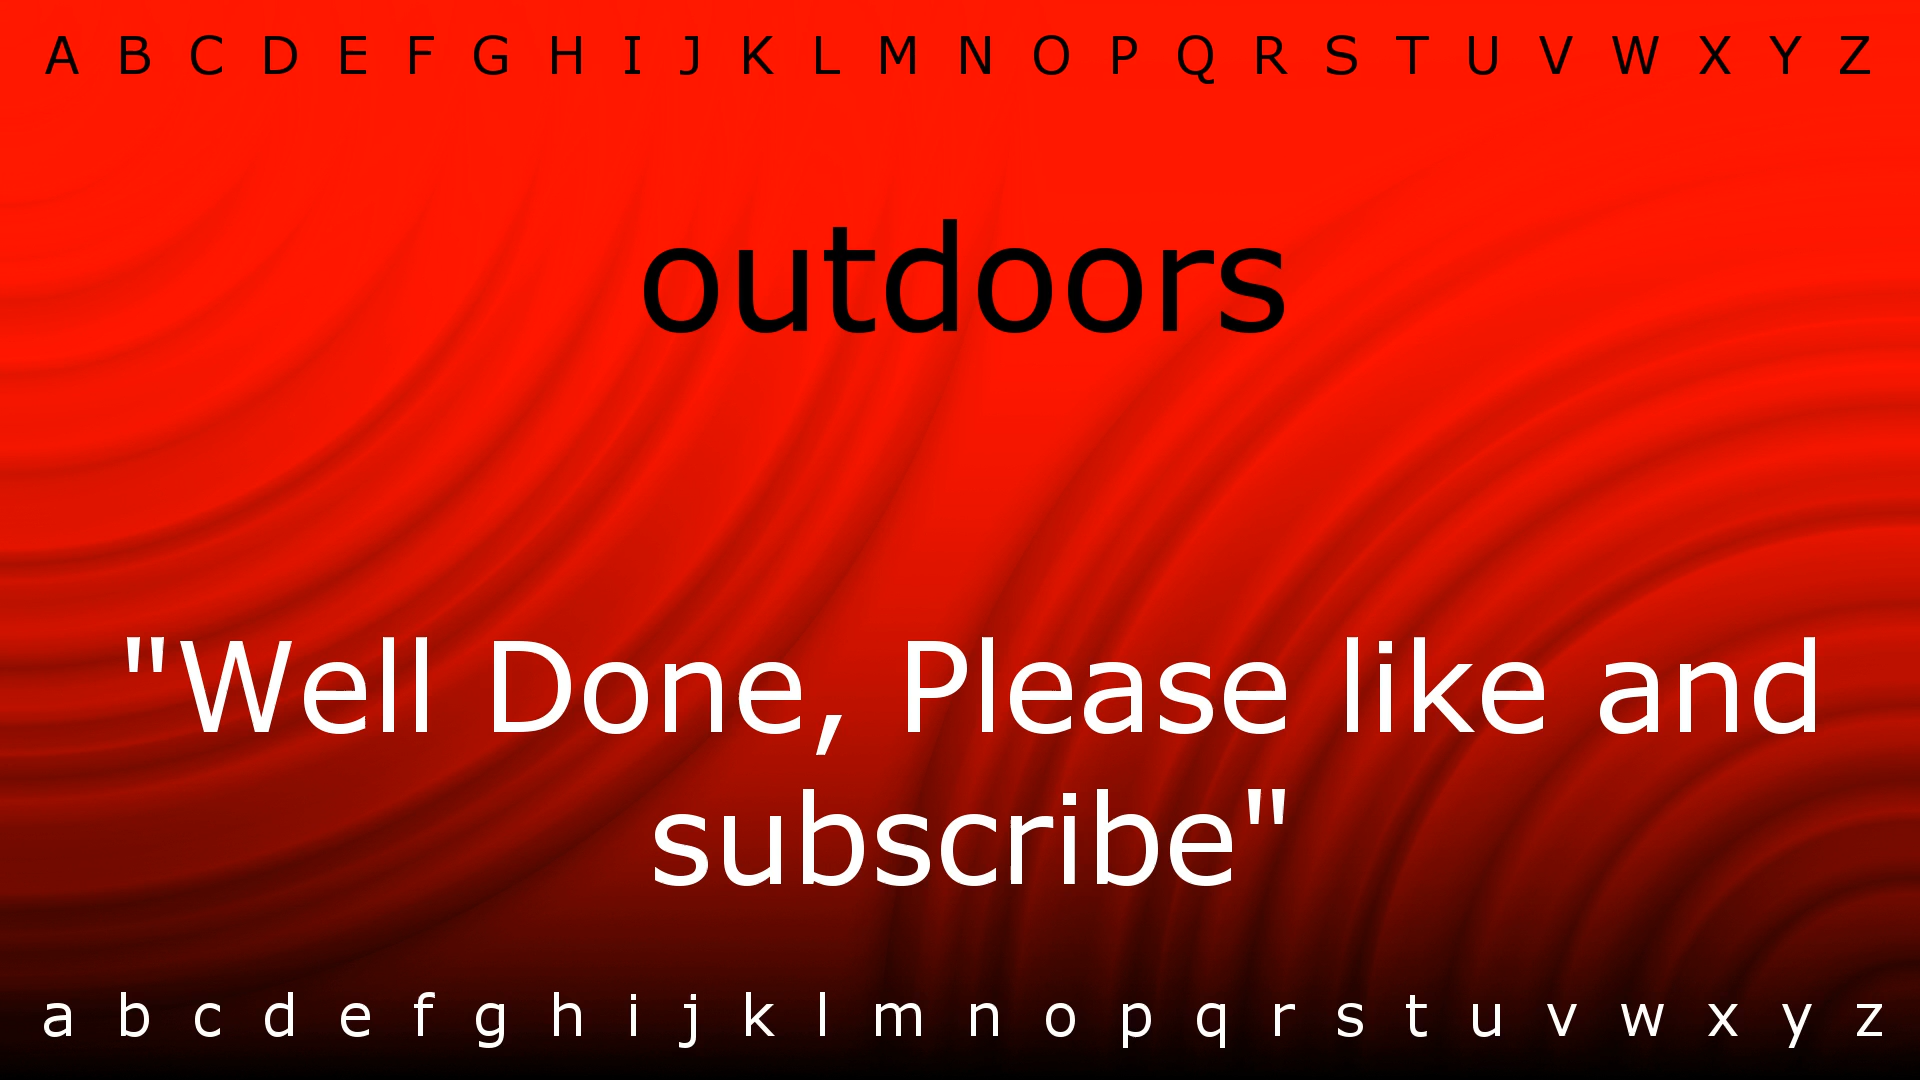 A B C D E F G H I J K L M N O P Q R S T U V W X Y Z
outdoors
"Well Done, Please like and
subscribe"
a b c d e f g h i j k l m n o p q r s t u v w x y z